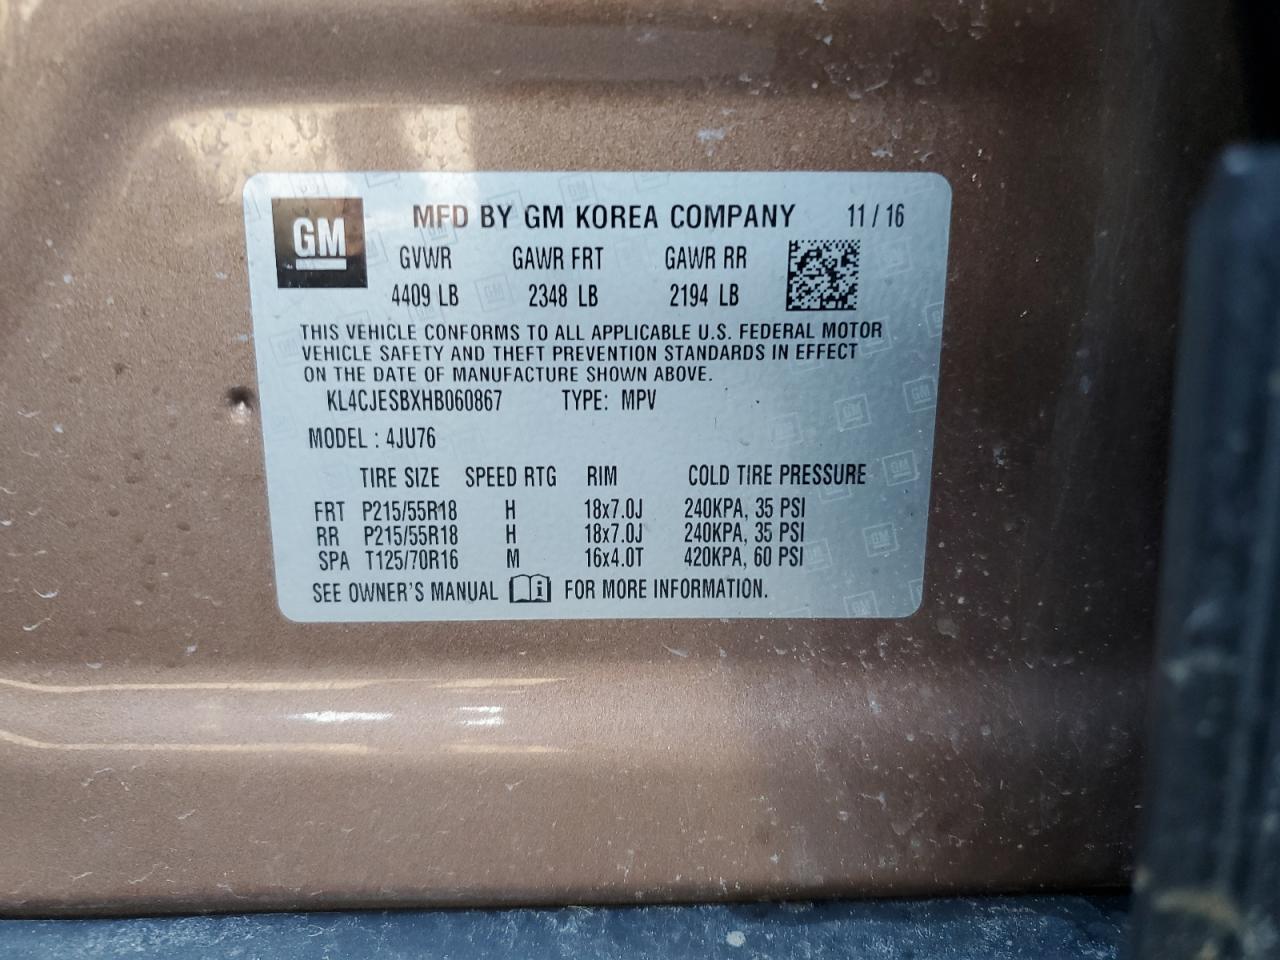 GM MFD BY GM KOREA COMPANY 11 / 16
GVWR GAWR FRT GAWR RR
4409 LB 2348 LB 2194 LB
THIS VEHICLE CONFORMS TO ALL APPLICABLE U.S. FEDERAL MOTOR
VEHICLE SAFETY AND THEFT PREVENTION STANDARDS IN EFFECT
ON THE DATE OF MANUFACTURE SHOWN ABOVE.
KL4CJESBXHB060867 TYPE: MPV
MODEL : 4JU76
TIRE SIZE SPEED RTG RIM COLD TIRE PRESSURE
FRT P215/55R18 H 18x7.0J 240KPA, 35 PSI
RR P215/55R18 H 18x7.0J 240KPA, 35 PSI
SPA T125/70R16 M 16x4.0T 420KPA, 60 PSI
SEE OWNER'S MANUAL FOR MORE INFORMATION.